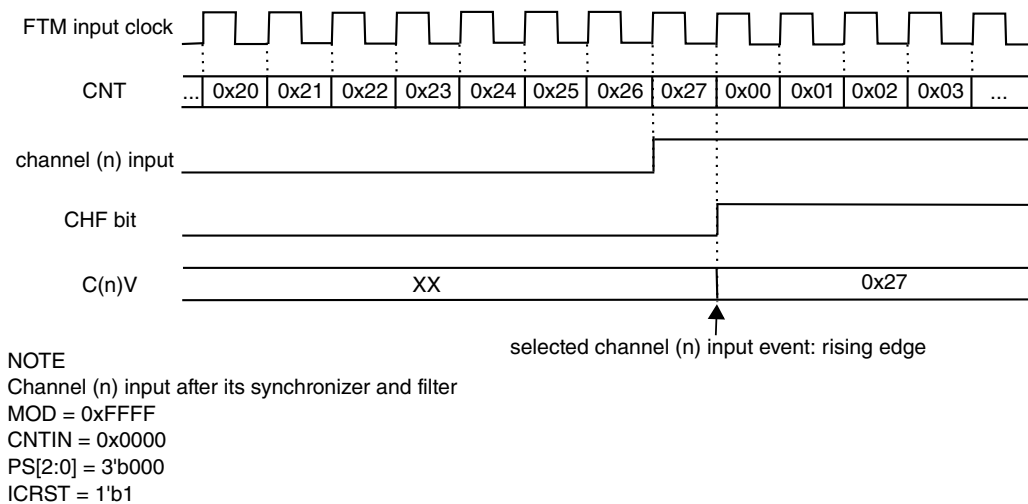 FTM input clock
CNT
... 0x20 0x21 0x22 0x23 0x24 0x25 0x26 0x27 0x00 0x01 0x02 0x03 ...
channel (n) input
CHF bit
C(n)V
XX 0x27
selected channel (n) input event: rising edge
NOTE
Channel (n) input after its synchronizer and filter
MOD = 0xFFFF
CNTIN = 0x0000
PS[2:0] = 3'b000
ICRST = 1'b1